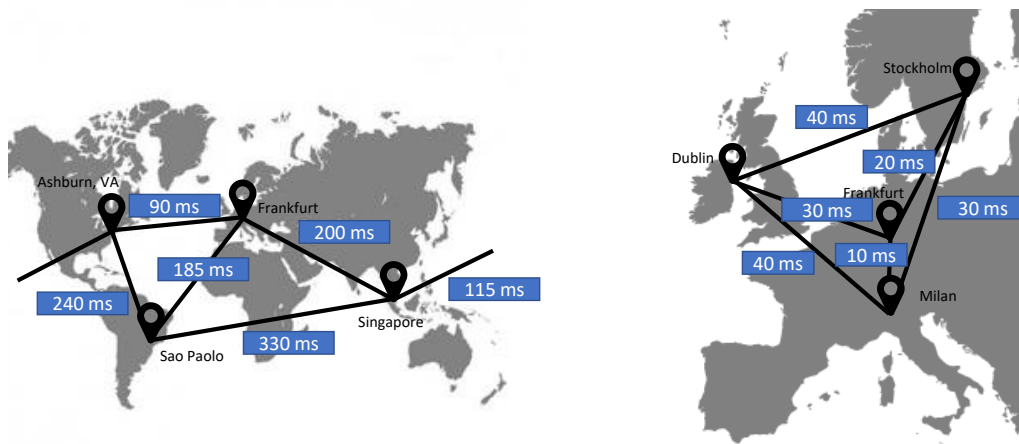 Ashburn, VA
90 ms
Frankfurt
200 ms
185 ms
240 ms
115 ms
Singapore
330 ms
Sao Paolo
Stockholm
40 ms
Dublin
20 ms
Frankfurt
30 ms
30 ms
10 ms
40 ms
Milan